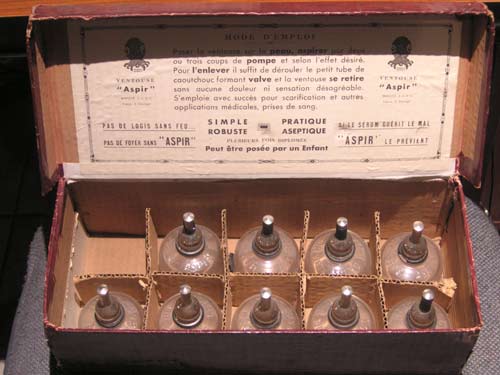 MODE D'EMPLOI
VENTOUSE
"Aspir"
Poser la ventouse sur la peau, aspirer par deux
ou trois coups de pompe et selon l'effet désiré.
Pour l'enlever il suffit de dérouler le petit tube de
caoutchouc formant valve et la ventouse se retire
sans aucune douleur ni sensation désagréable.
S'emploie avec succès pour scarification et autres
applications médicales, prises de sang.
VENTOUSE
"Aspir"
PAS DE LOGIS SANS FEU...
PAS DE FOYER SANS "ASPIR"
SIMPLE PRATIQUE
ROBUSTE ASEPTIQUE
PLUSIEURS FOIS DIPLOMÉE
Peut être posée par un Enfant
SI LE SERUM GUÉRIT LE MAL
"ASPIR" LE PRÉVIENT